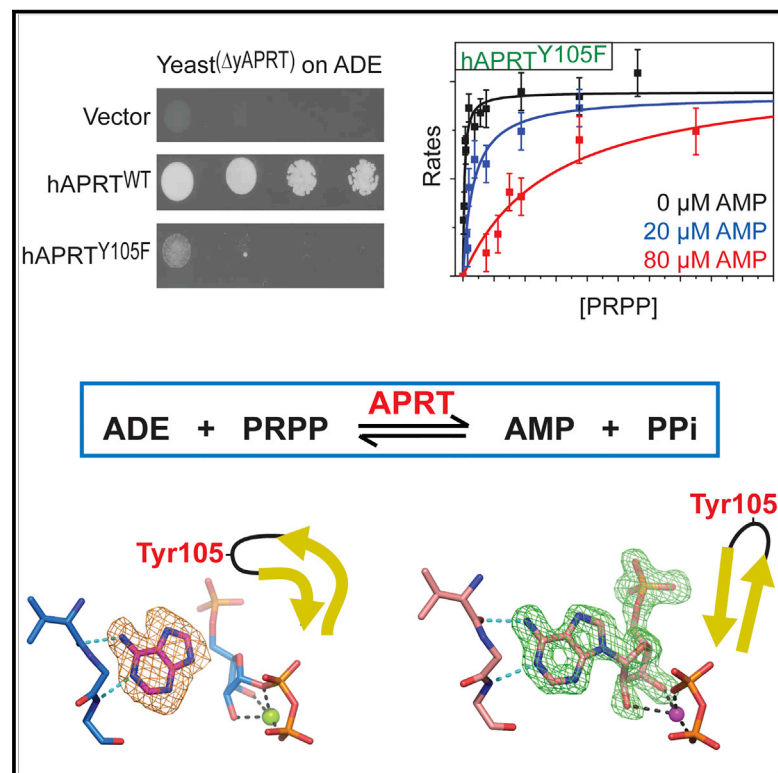 Yeast(ΔyAPRT) on ADE
Vector
hAPRTWT
hAPRTY105F
hAPRTY105F
Rates
0 µM AMP
20 µM AMP
80 µM AMP
[PRPP]
APRT
ADE + PRPP ⇌ AMP + PPi
Tyr105
Tyr105